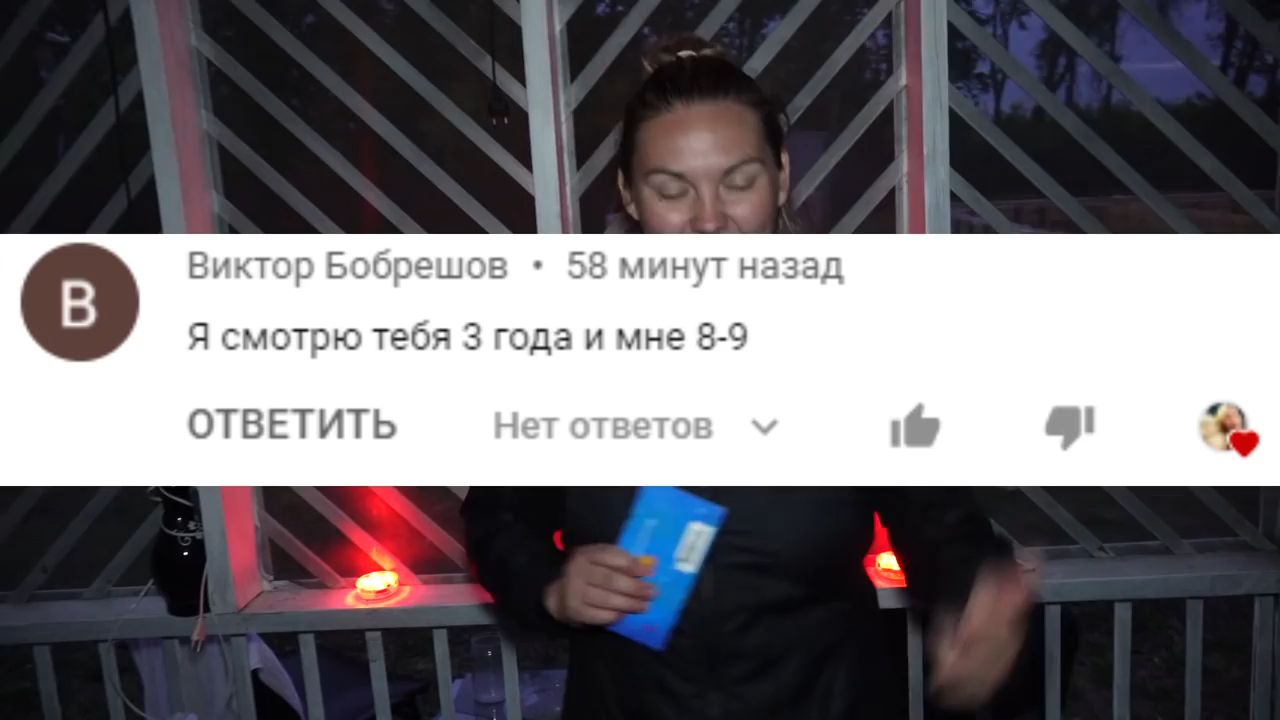 Виктор Бобрешов • 58 минут назад
В
Я смотрю тебя 3 года и мне 8-9
ОТВЕТИТЬ Нет ответов